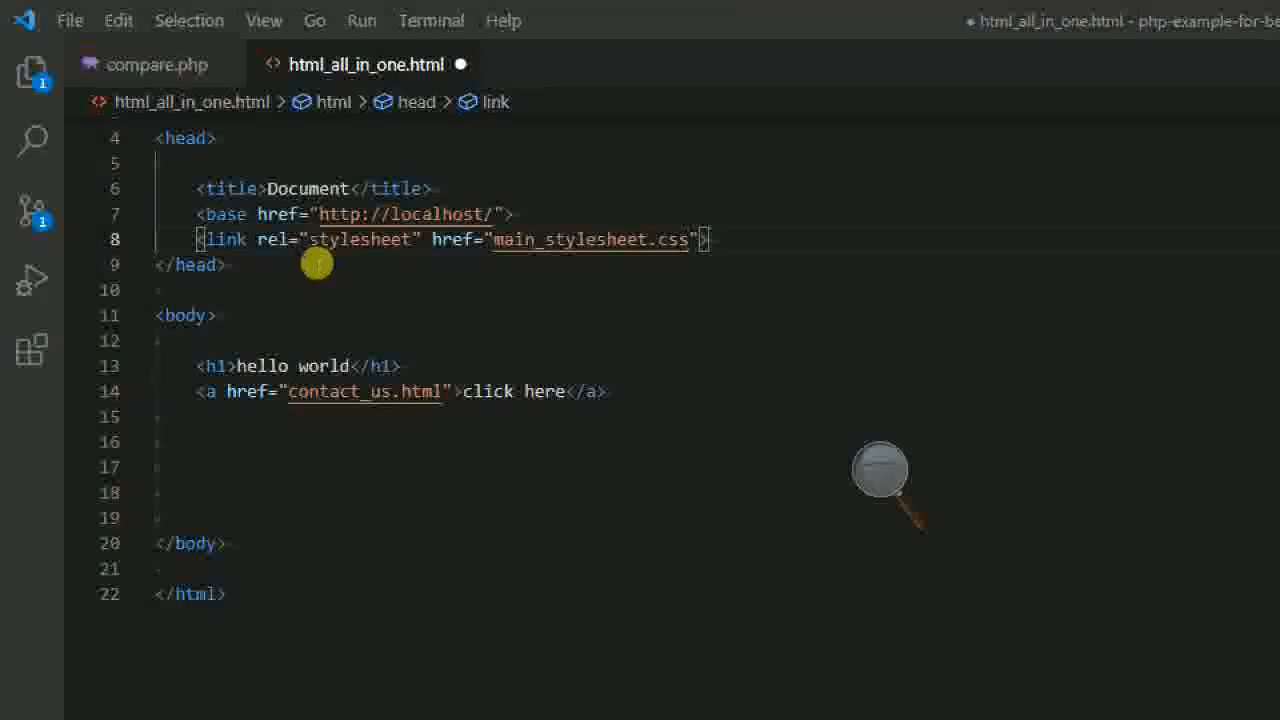 File Edit Selection View Go Run Terminal Help ● html_all_in_one.html - php-example-for-be
compare.php <> html_all_in_one.html ●
<> html_all_in_one.html > html > head > link
1
1
4 <head>
5
6 <title>Document</title>
7 <base href="http://localhost/">
8 <link rel="stylesheet" href="main_stylesheet.css">
9 </head>
10
11 <body>
12
13 <h1>hello world</h1>
14 <a href="contact_us.html">click here</a>
15
16
17
18
19
20 </body>
21
22 </html>